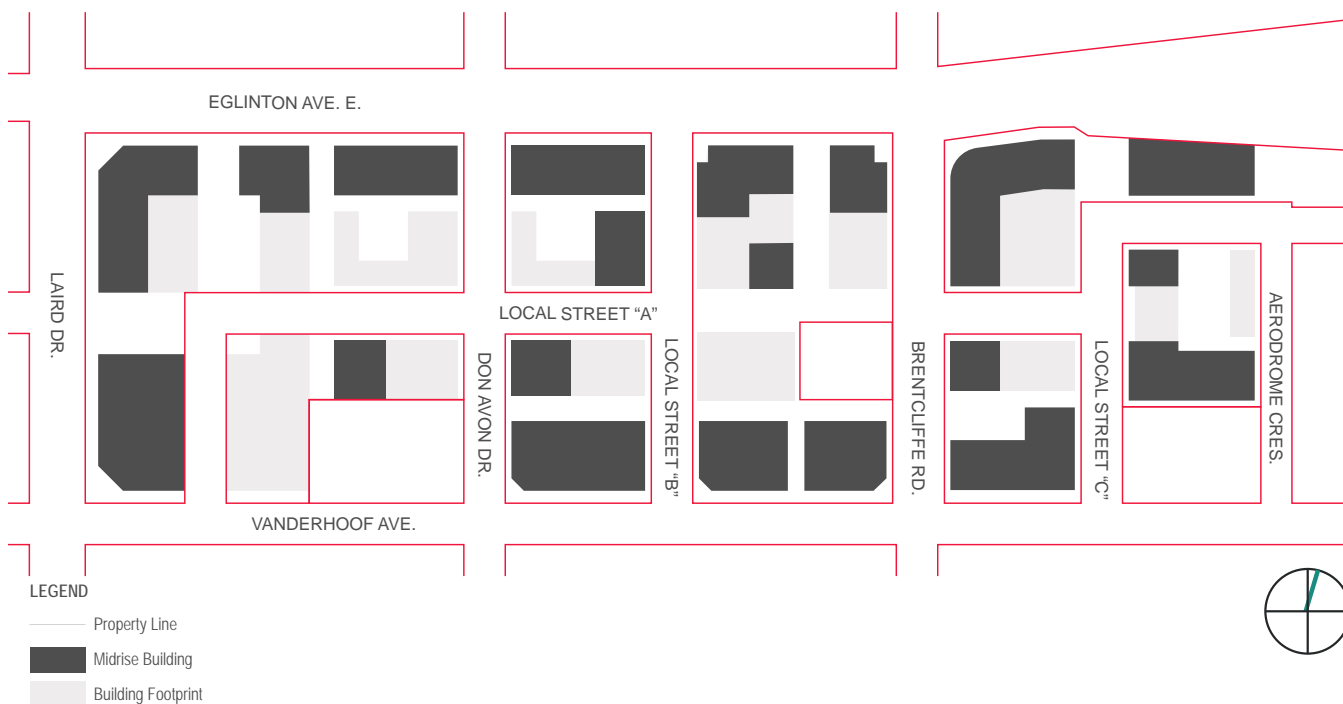 EGLINTON AVE. E.
LAIRD DR.
LOCAL STREET “A”
DON AVON DR.
LOCAL STREET “B”
BRENTCLIFFE RD.
LOCAL STREET “C”
AERODROME CRES.
VANDERHOOF AVE.
LEGEND
Property Line
Midrise Building
Building Footprint